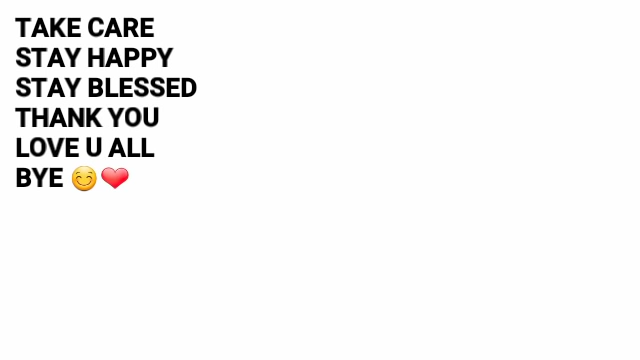 TAKE CARE
STAY HAPPY
STAY BLESSED
THANK YOU
LOVE U ALL
BYE 😊❤